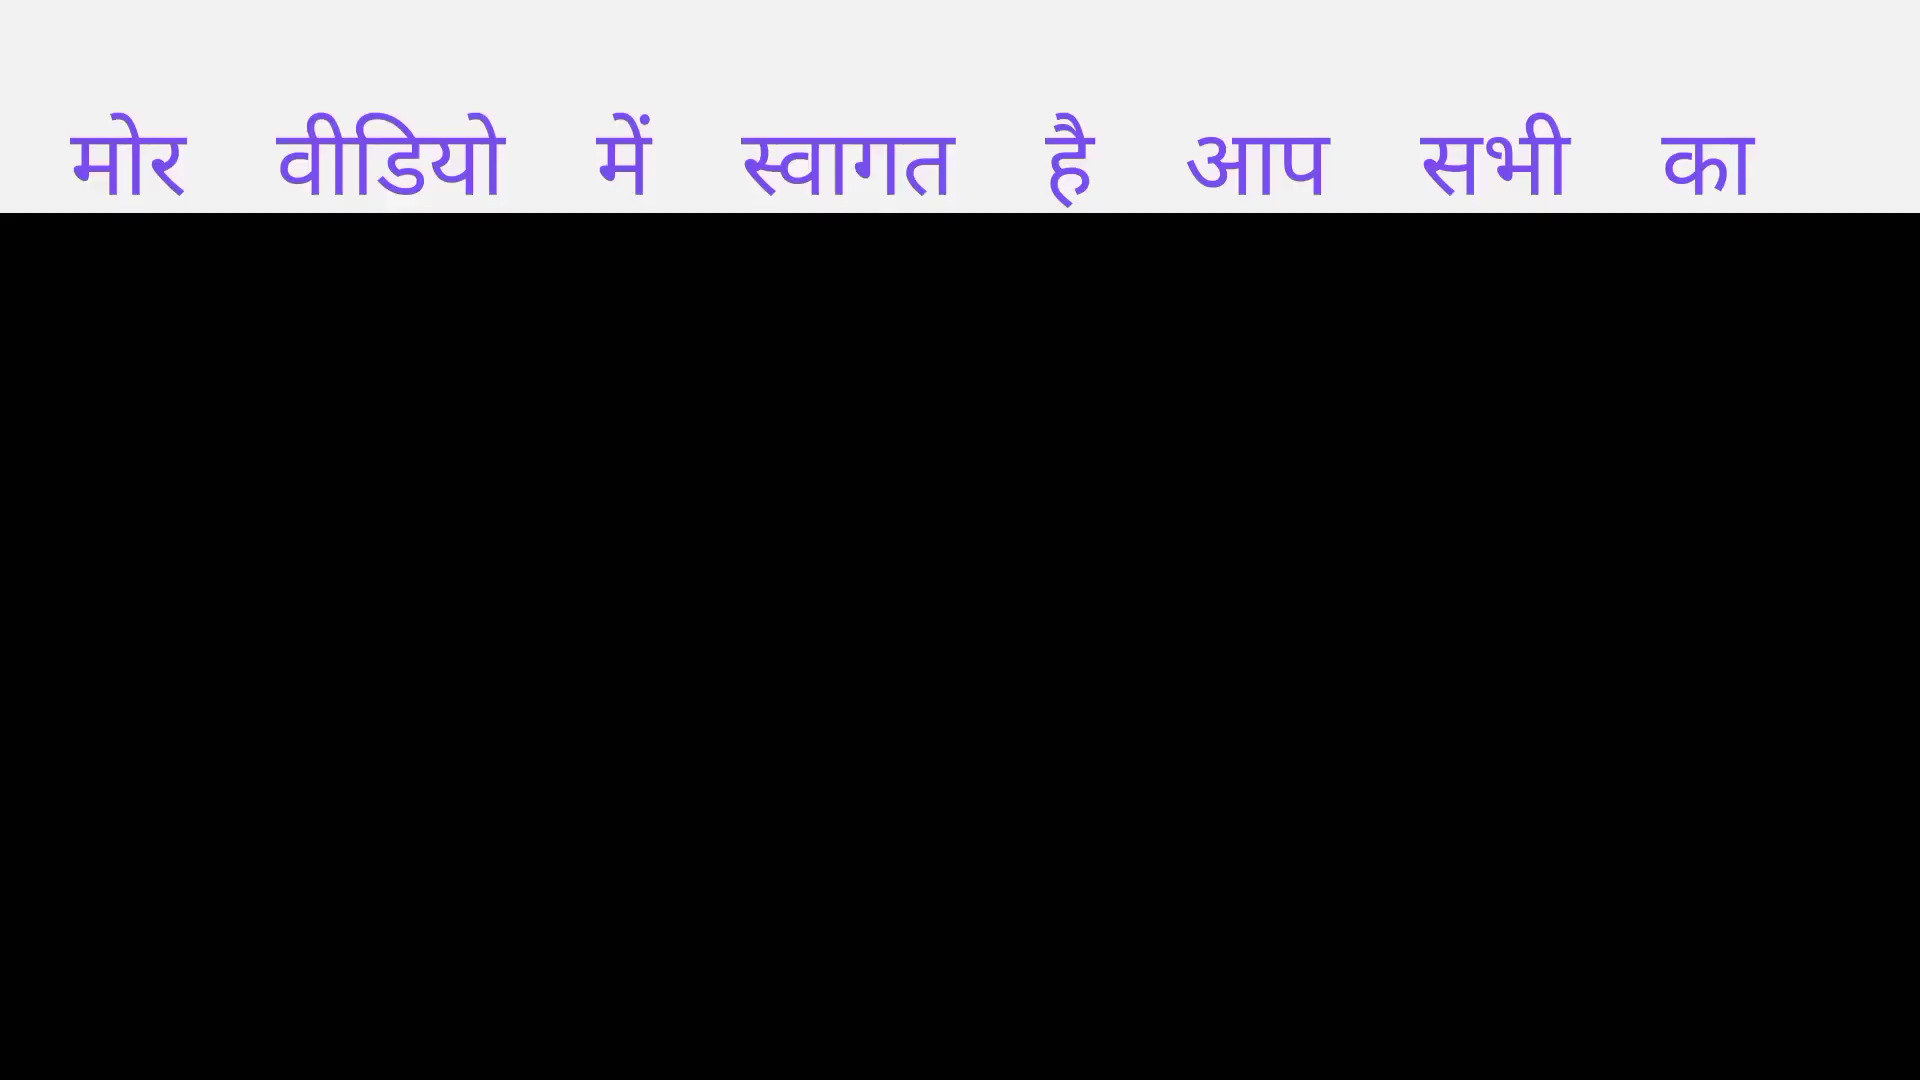 मोर वीडियो में स्वागत है आप सभी का